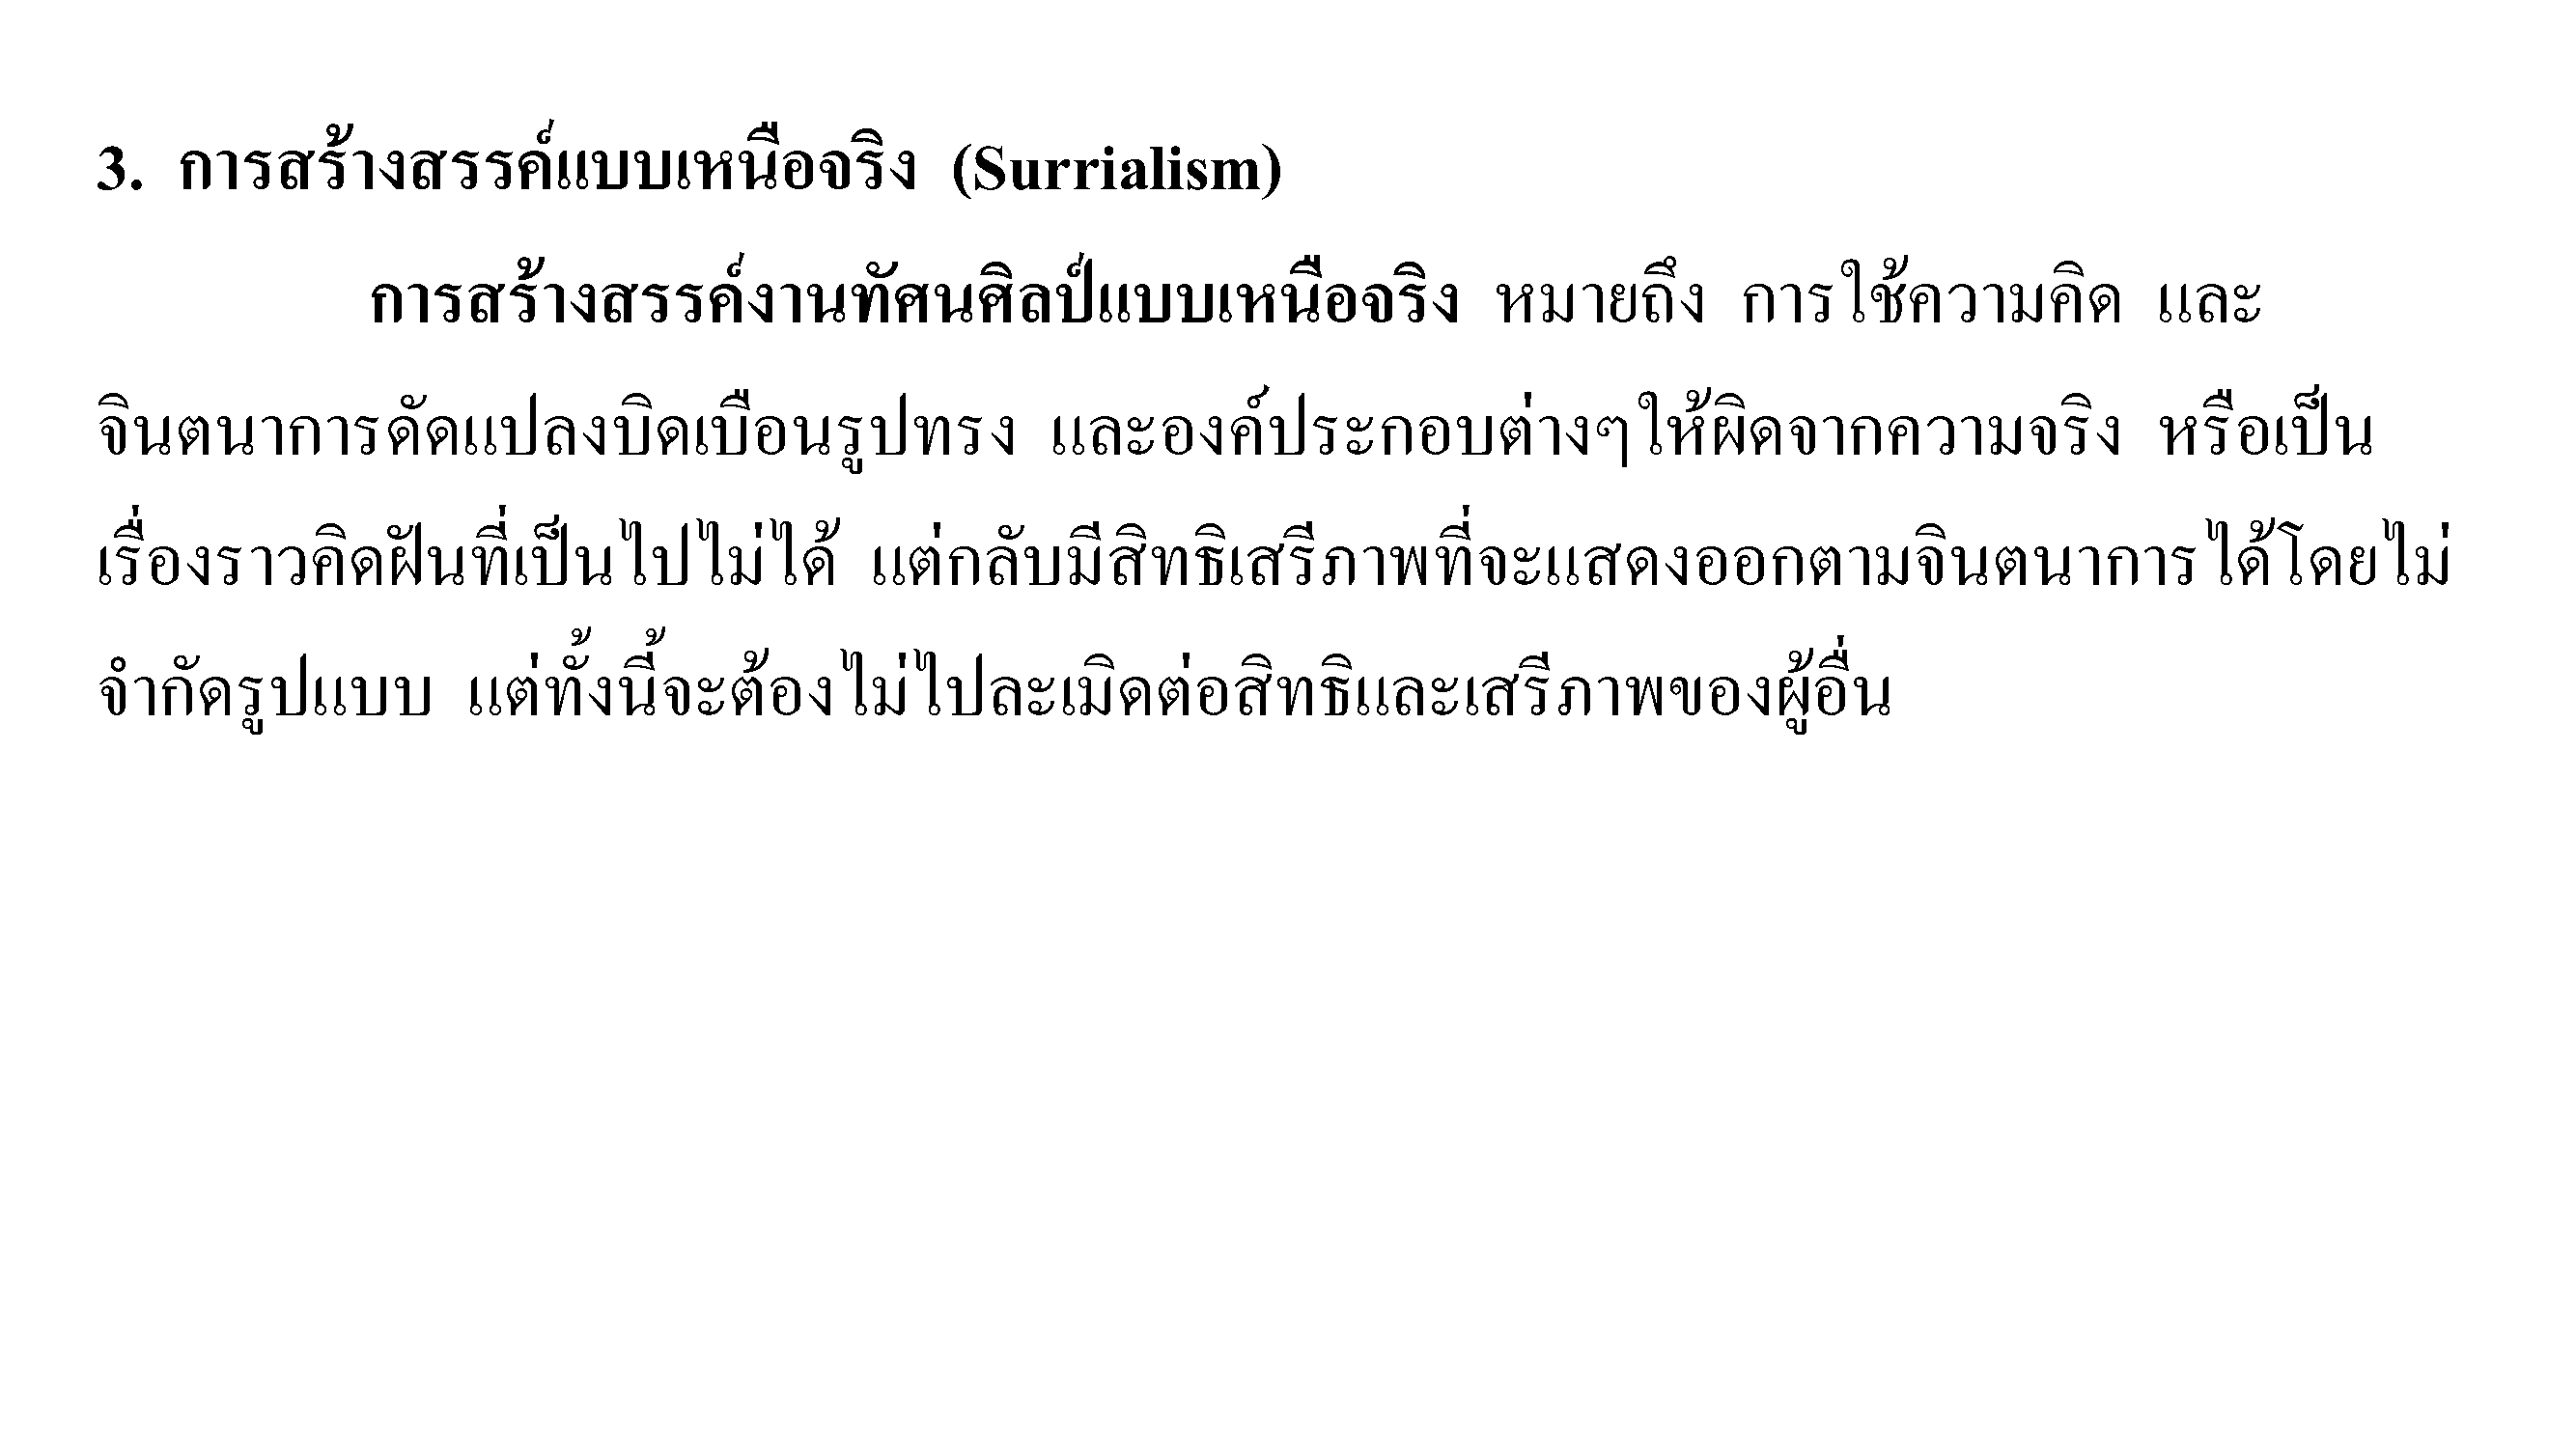 3. การสร้างสรรค์แบบเหนือจริง (Surrialism)
การสร้างสรรค์งานทัศนศิลป์แบบเหนือจริง หมายถึง การใช้ความคิด และ
จินตนาการดัดแปลงบิดเบือนรูปทรง และองค์ประกอบต่างๆให้ผิดจากความจริง หรือเป็น
เรื่องราวคิดฝันที่เป็นไปไม่ได้ แต่กลับมีสิทธิเสรีภาพที่จะแสดงออกตามจินตนาการได้โดยไม่
จำกัดรูปแบบ แต่ทั้งนี้จะต้องไม่ไปละเมิดต่อสิทธิและเสรีภาพของผู้อื่น